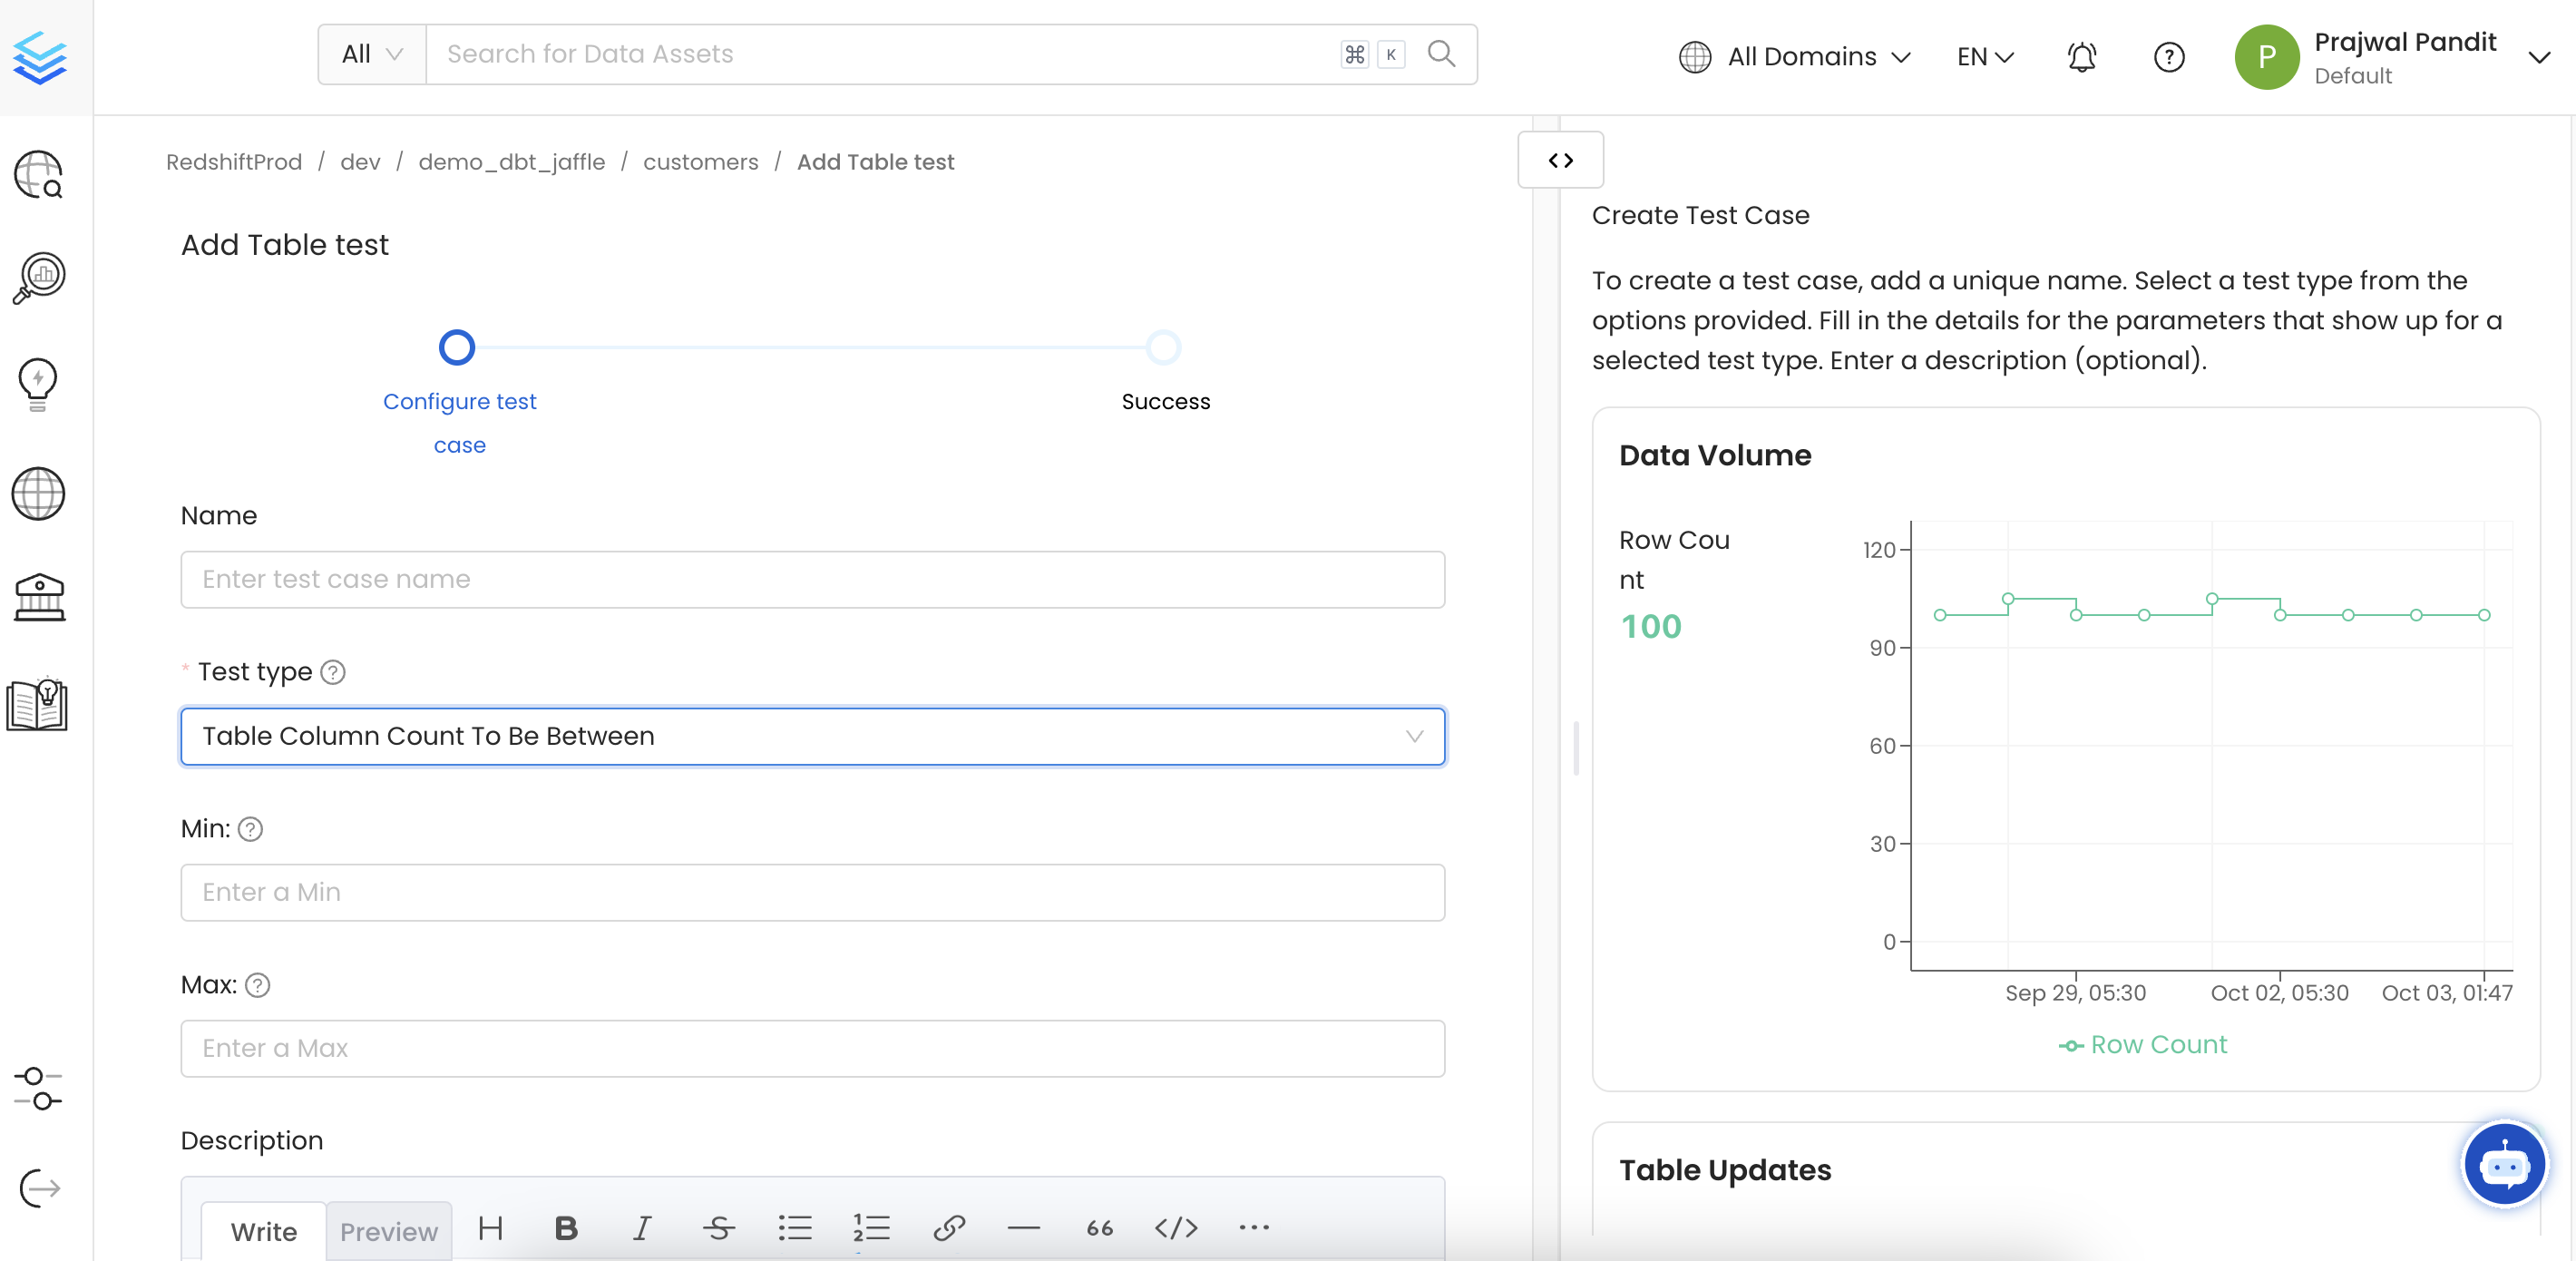 All
Search for Data Assets
⌘ K
All Domains
EN
?
P
Prajwal Pandit
Default
RedshiftProd / dev / demo_dbt_jaffle / customers / Add Table test
Add Table test
Configure test
case
Success
Name
Enter test case name
* Test type ?
Table Column Count To Be Between
Min: ?
Enter a Min
Max: ?
Enter a Max
Description
Write Preview H B I S 66 </>
<>
Create Test Case
To create a test case, add a unique name. Select a test type from the
options provided. Fill in the details for the parameters that show up for a
selected test type. Enter a description (optional).
Data Volume
Row Cou
nt
100
120
90
60
30
0
Sep 29, 05:30 Oct 02, 05:30 Oct 03, 01:47
Row Count
Table Updates